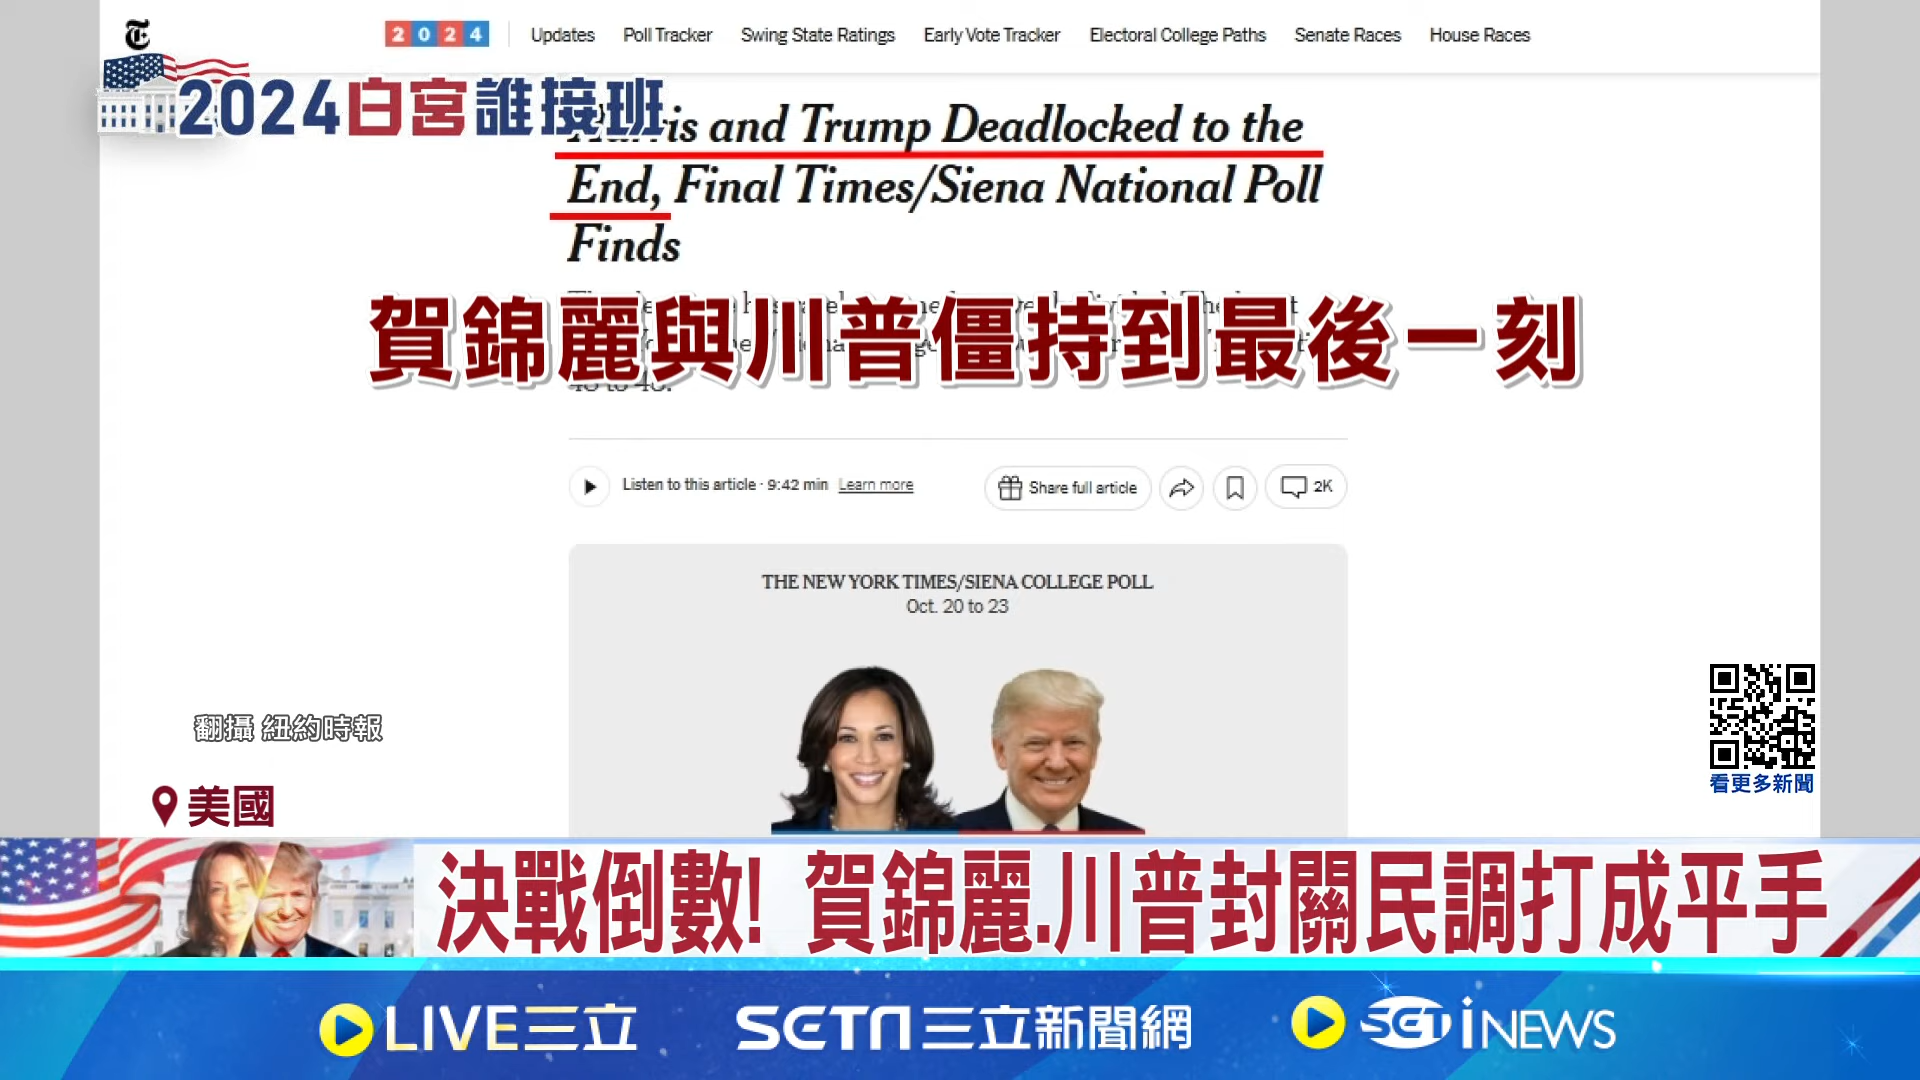 2024
Updates Poll Tracker Swing State Ratings Early Vote Tracker Electoral College Paths Senate Races House Races
2024白宮誰接班
and Trump Deadlocked to the
End, Final Times/Siena National Poll
Finds
賀錦麗與川普僵持到最後一刻
Listen to this article · 9:42 min Learn more
Share full article
2K
THE NEW YORK TIMES/SIENA COLLEGE POLL
Oct. 20 to 23
翻攝 紐約時報
看更多新聞
美國
決戰倒數! 賀錦麗.川普封關民調打成平手
LIVE三立 SETN三立新聞網 SET iNEWS